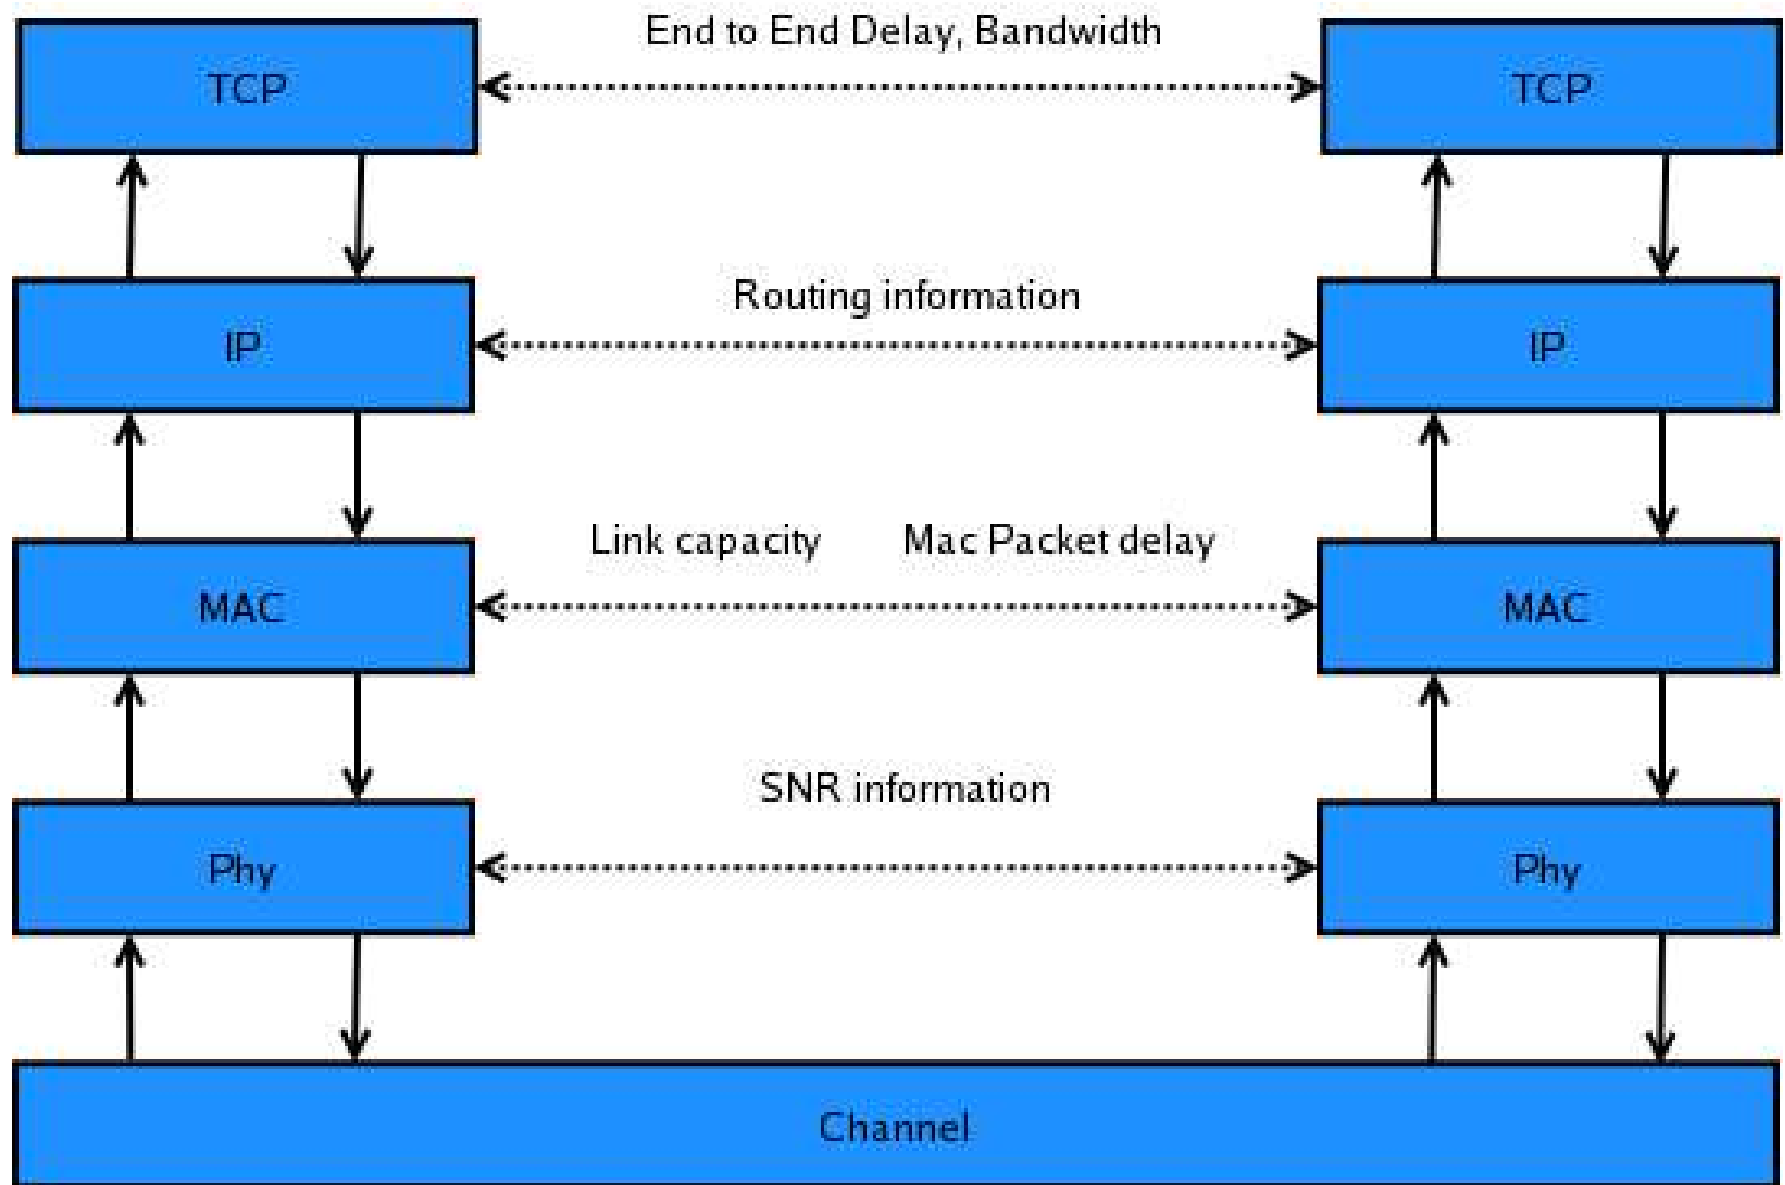 End to End Delay, Bandwidth
TCP
TCP
Routing information
IP
IP
Link capacity Mac Packet delay
MAC
MAC
SNR information
Phy
Phy
Channel